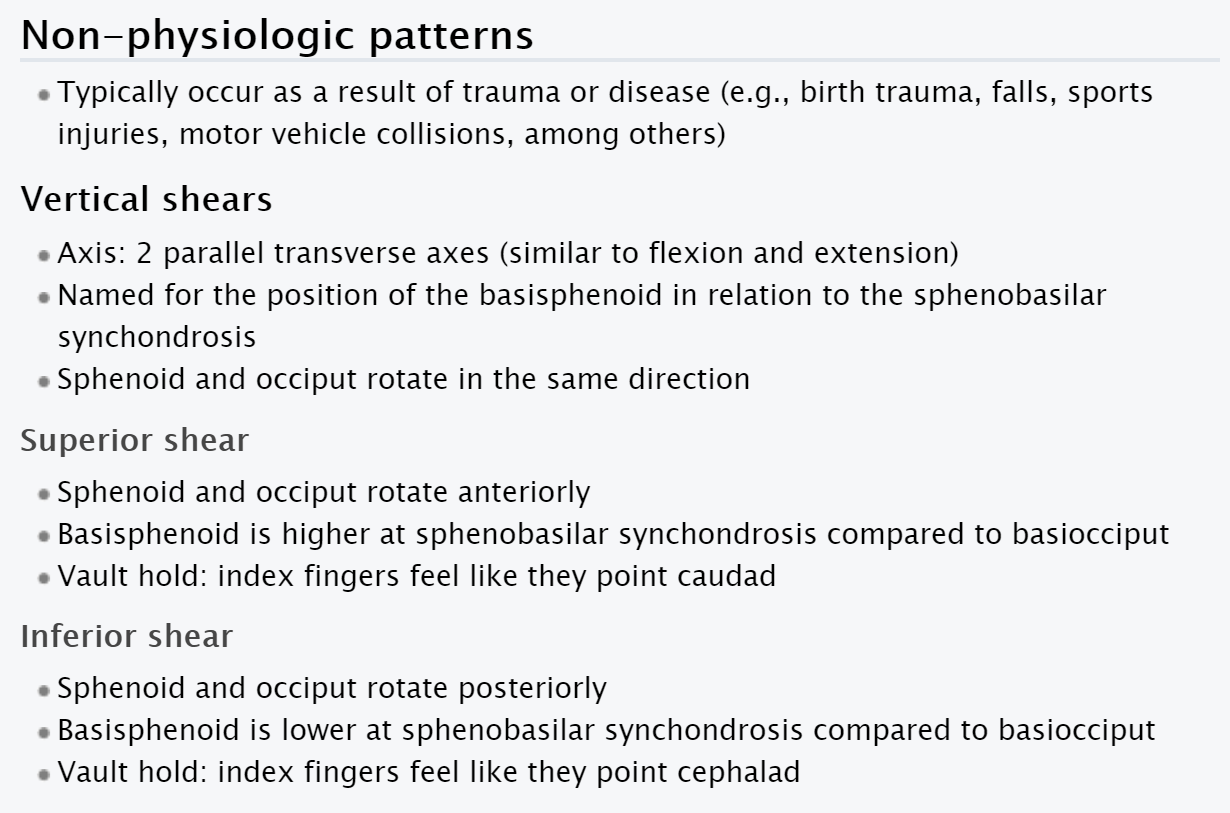 Non-physiologic patterns
Typically occur as a result of trauma or disease (e.g., birth trauma, falls, sports
injuries, motor vehicle collisions, among others)
Vertical shears
Axis: 2 parallel transverse axes (similar to flexion and extension)
Named for the position of the basisphenoid in relation to the sphenobasilar
synchondrosis
Sphenoid and occiput rotate in the same direction
Superior shear
Sphenoid and occiput rotate anteriorly
Basisphenoid is higher at sphenobasilar synchondrosis compared to basiocciput
Vault hold: index fingers feel like they point caudad
Inferior shear
Sphenoid and occiput rotate posteriorly
Basisphenoid is lower at sphenobasilar synchondrosis compared to basiocciput
Vault hold: index fingers feel like they point cephalad